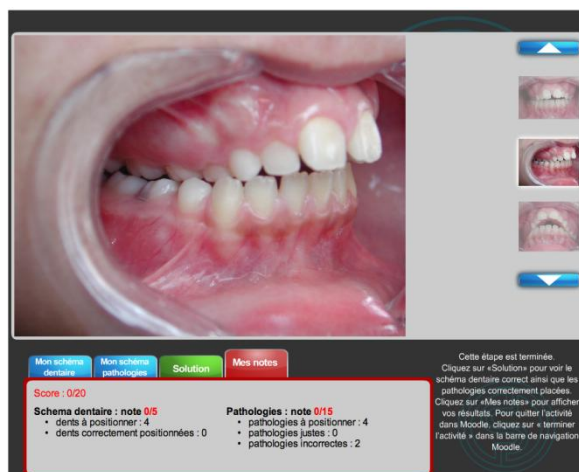 Mon schéma
dentaire
Mon schéma
pathologies
Solution
Mes notes
Score : 0/20
Schema dentaire : note 0/5
• dents à positionner : 4
• dents correctement positionnées : 0
Pathologies : note 0/15
• pathologies à positionner : 4
• pathologies justes : 0
• pathologies incorrectes : 2
Cette étape est terminée.
Cliquez sur «Solution» pour voir le
schéma dentaire correct ainsi que les
pathologies correctement placées.
Cliquez sur «Mes notes» pour afficher
vos résultats. Pour quitter l'activité
dans Moodle, cliquez sur « terminer
l'activité » dans la barre de navigation
Moodle.